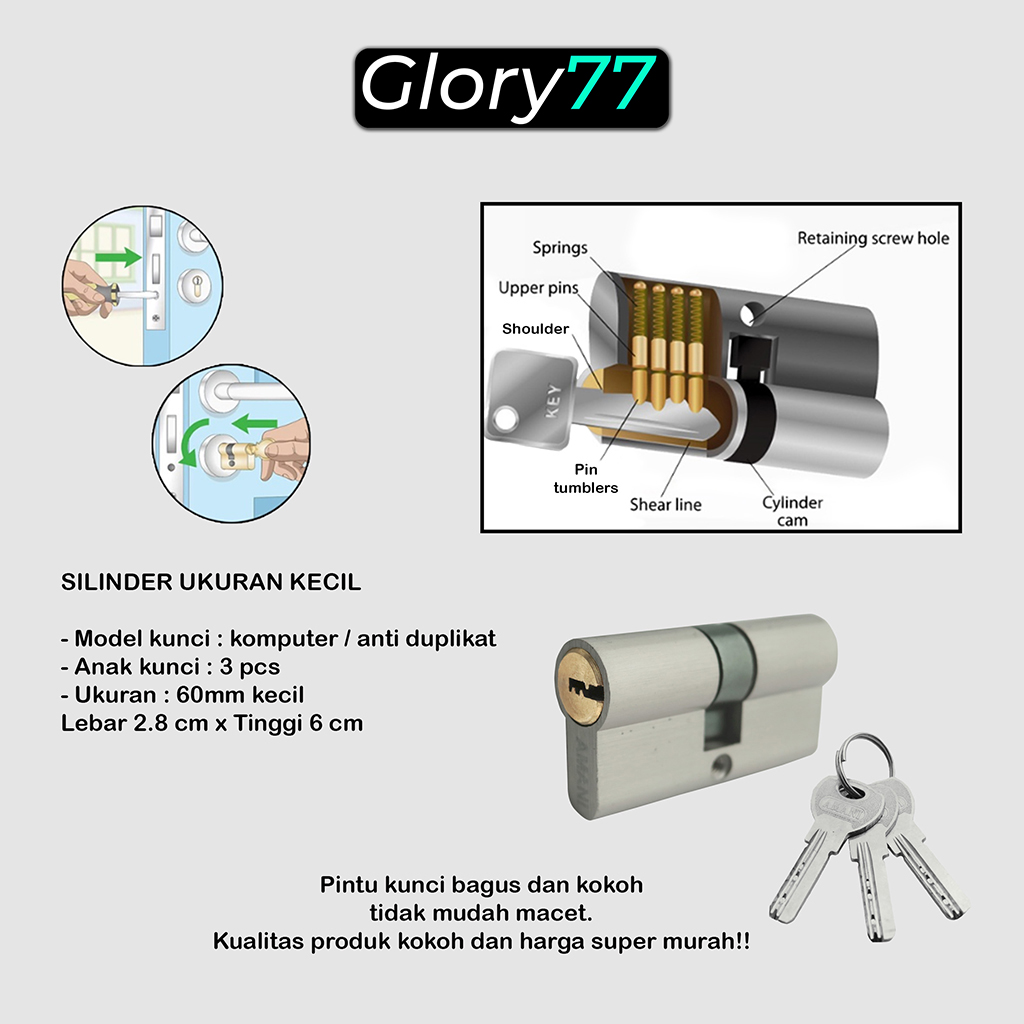 Glory77
Springs
Retaining screw hole
Upper pins
Shoulder
KEY
Pin
tumblers
Shear line
Cylinder
cam
SILINDER UKURAN KECIL
- Model kunci : komputer / anti duplikat
- Anak kunci : 3 pcs
- Ukuran : 60mm kecil
Lebar 2.8 cm x Tinggi 6 cm
AMAN
Pintu kunci bagus dan kokoh
tidak mudah macet.
Kualitas produk kokoh dan harga super murah!!